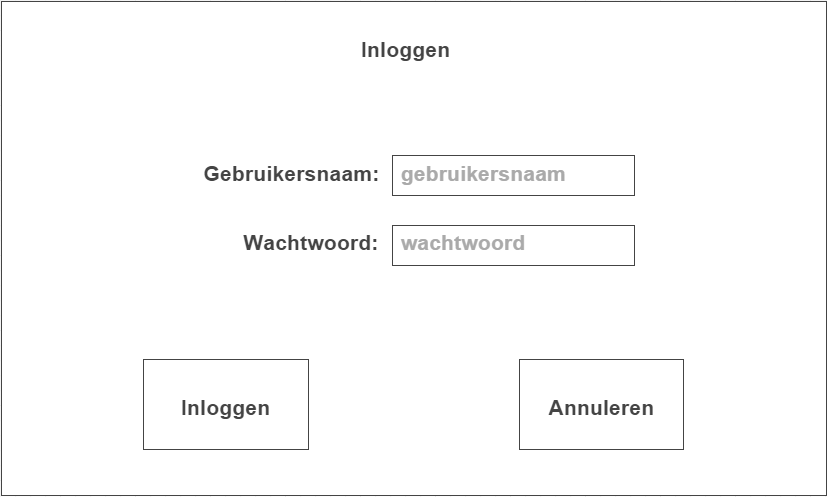 Inloggen
Gebruikersnaam: gebruikersnaam
Wachtwoord: wachtwoord
Inloggen Annuleren